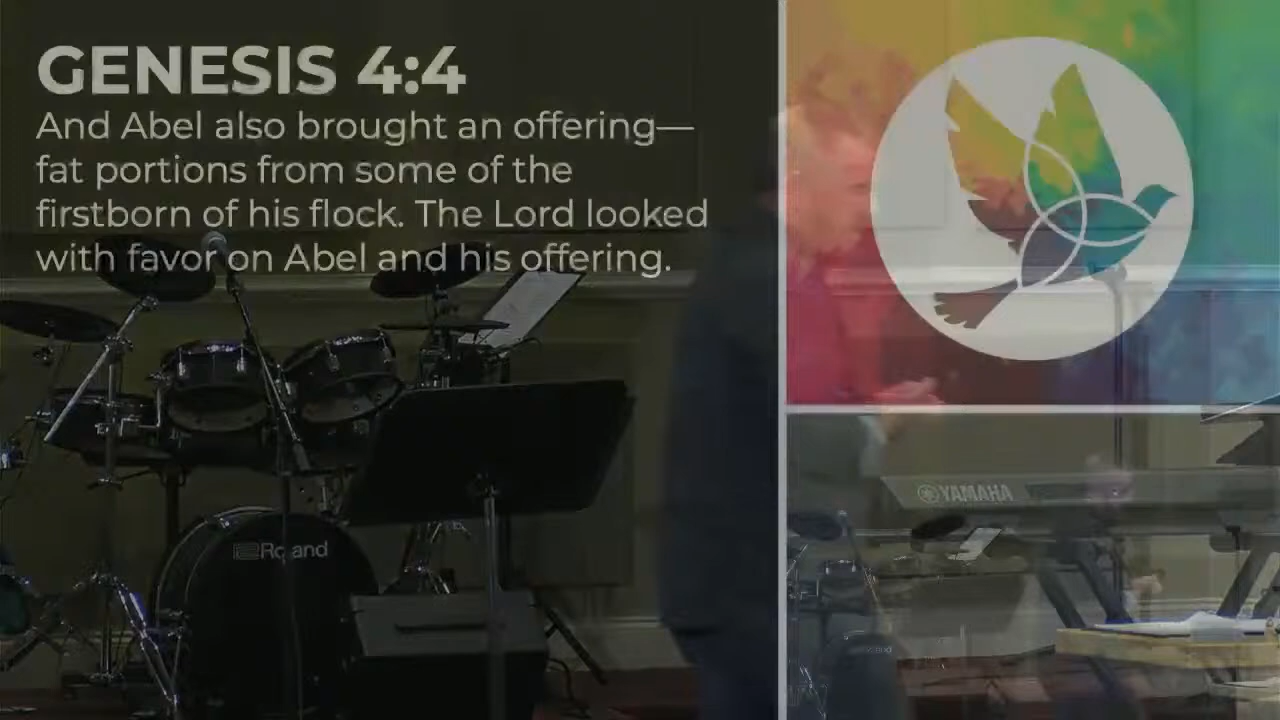 GENESIS 4:4
And Abel also brought an offering—
fat portions from some of the
firstborn of his flock. The Lord looked
with favor on Abel and his offering.
Roland
YAMAHA